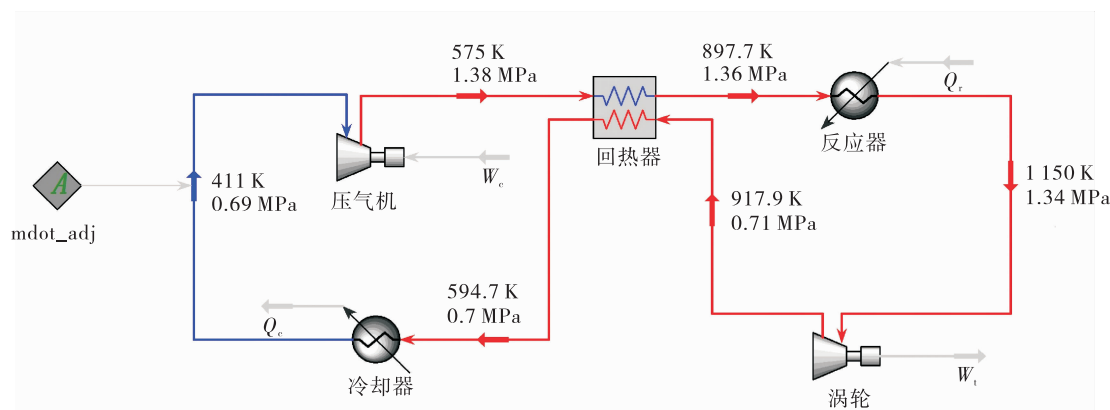 575 K
1.38 MPa
897.7 K
1.36 MPa
Qr
反应器
回热器
Wc
压气机
411 K
0.69 MPa
A
mdot_adj
917.9 K
0.71 MPa
1 150 K
1.34 MPa
594.7 K
0.7 MPa
Qe
冷却器
Wt
涡轮